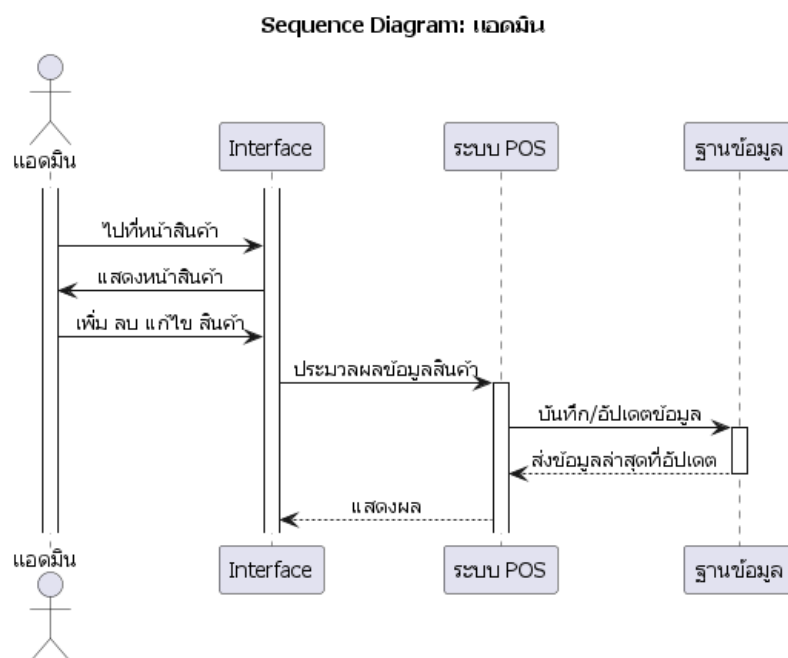 Sequence Diagram: แอดมิน
แอดมิน
Interface
ระบบ POS
ฐานข้อมูล
ไปที่หน้าสินค้า
แสดงหน้าสินค้า
เพิ่ม ลบ แก้ไข สินค้า
ประมวลผลข้อมูลสินค้า
บันทึก/อัปเดตข้อมูล
ส่งข้อมูลล่าสุดที่อัปเดต
แสดงผล
แอดมิน
Interface
ระบบ POS
ฐานข้อมูล